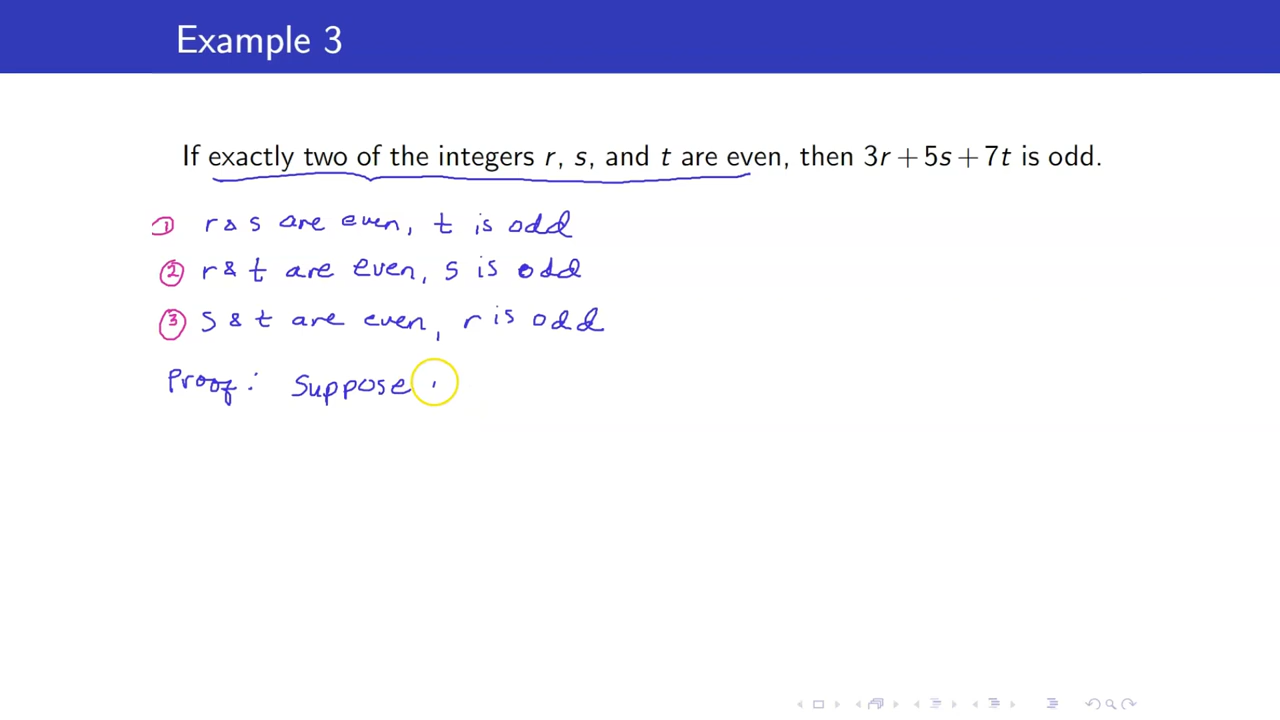 Example 3
If exactly two of the integers r, s, and t are even, then 3r + 5s + 7t is odd.
① r & s are even, t is odd
② r & t are even, s is odd
③ s & t are even, r is odd
Proof: Suppose